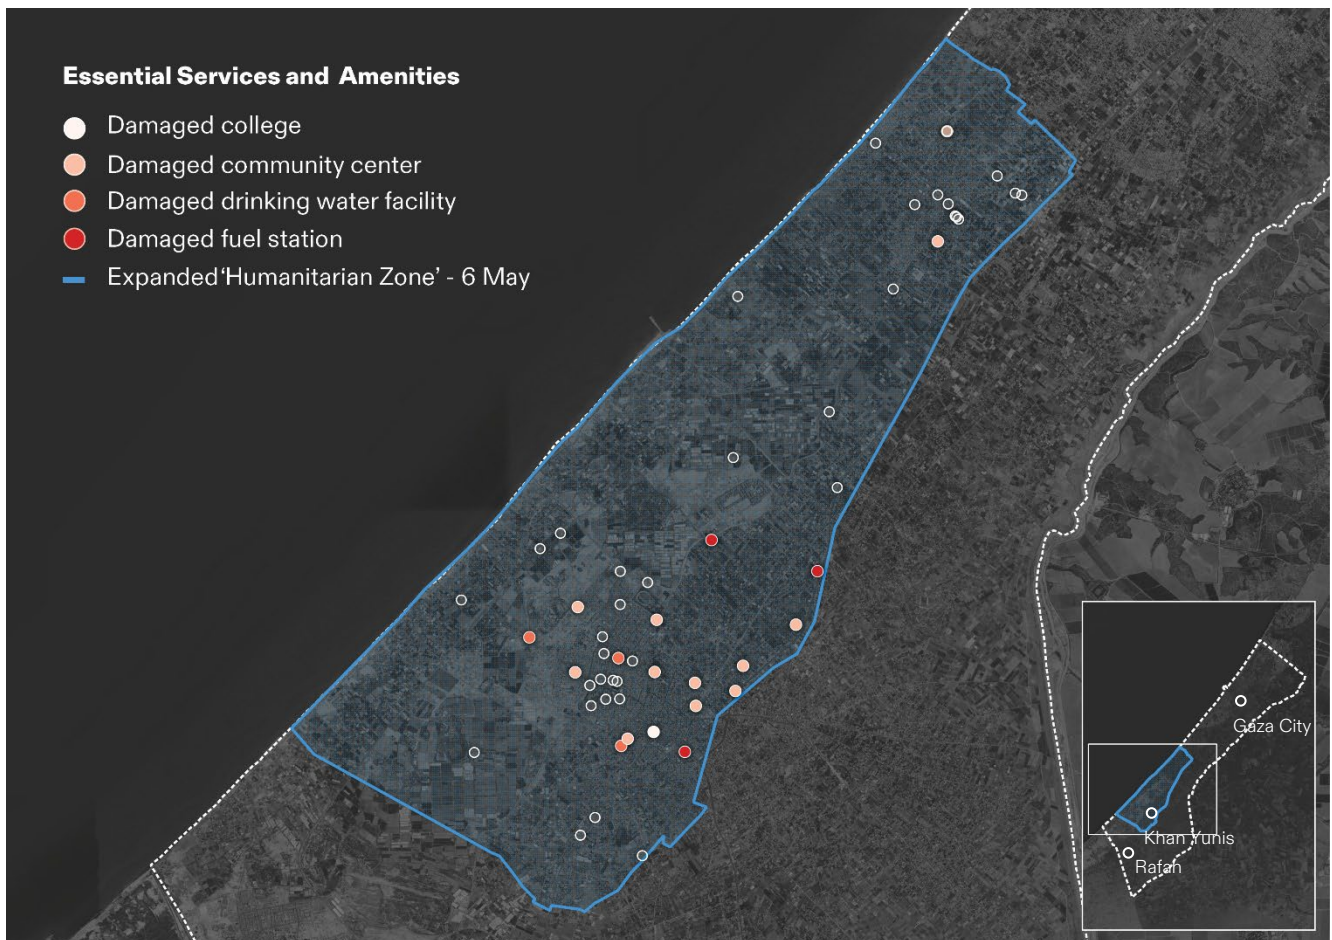 Essential Services and Amenities
Damaged college
Damaged community center
Damaged drinking water facility
Damaged fuel station
Expanded 'Humanitarian Zone' - 6 May
Gaza City
Khan Yunis
Rafah